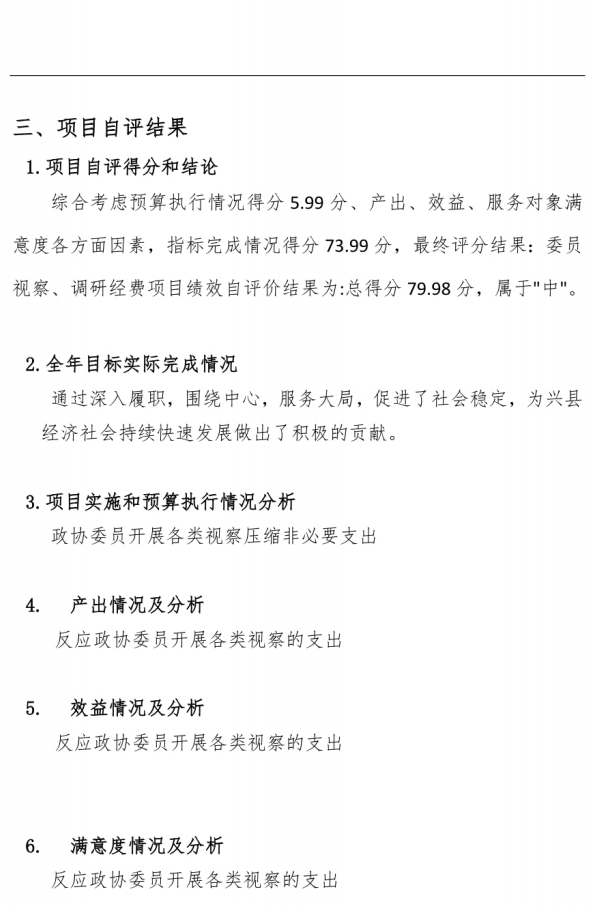 三、项目自评结果
1. 项目自评得分和结论
综合考虑预算执行情况得分 5.99 分、产出、效益、服务对象满
意度各方面因素，指标完成情况得分 73.99 分，最终评分结果：委员
视察、调研经费项目绩效自评价结果为:总得分 79.98 分，属于"中"。
2. 全年目标实际完成情况
通过深入履职，围绕中心，服务大局，促进了社会稳定，为兴县
经济社会持续快速发展做出了积极的贡献。
3. 项目实施和预算执行情况分析
政协委员开展各类视察压缩非必要支出
4. 产出情况及分析
反应政协委员开展各类视察的支出
5. 效益情况及分析
反应政协委员开展各类视察的支出
6. 满意度情况及分析
反应政协委员开展各类视察的支出